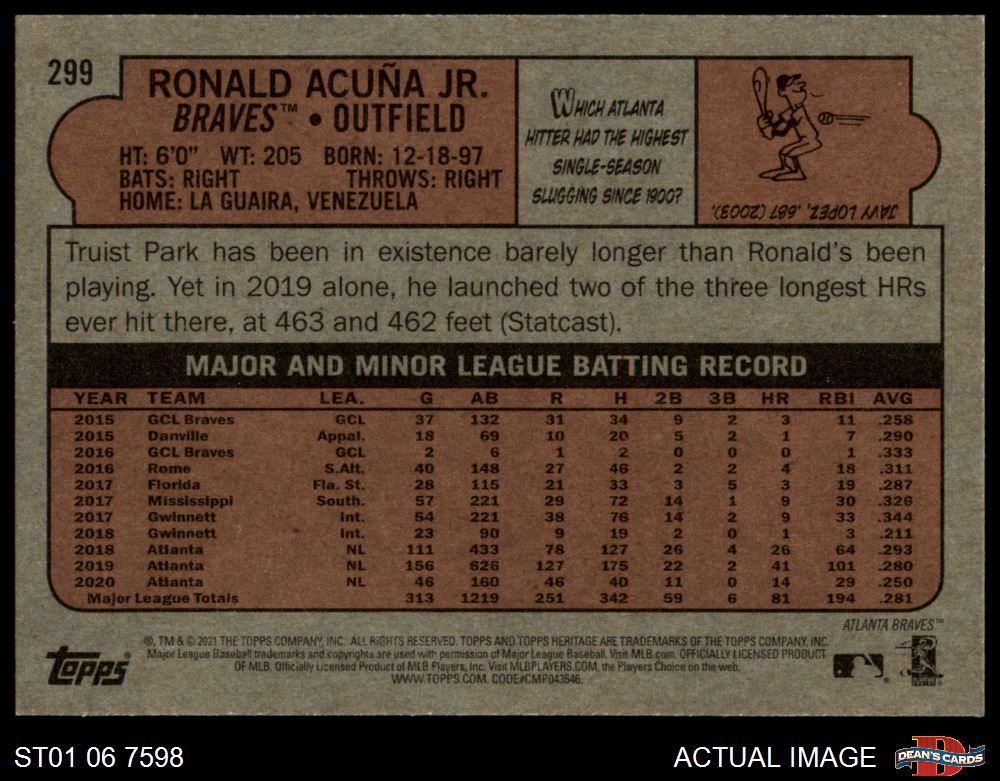 299
RONALD ACUÑA JR.
BRAVES™ • OUTFIELD
HT: 6'0" WT: 205 BORN: 12-18-97
BATS: RIGHT THROWS: RIGHT
HOME: LA GUAIRA, VENEZUELA
WHICH ATLANTA
HITTER HAD THE HIGHEST
SINGLE-SEASON
SLUGGING SINCE 1900?
JAVY LOPEZ, .687 (2003).
Truist Park has been in existence barely longer than Ronald's been
playing. Yet in 2019 alone, he launched two of the three longest HRs
ever hit there, at 463 and 462 feet (Statcast).
MAJOR AND MINOR LEAGUE BATTING RECORD
YEAR TEAM LEA. G AB R H 2B 3B HR RBI AVG
2015 GCL Braves GCL 37 132 31 34 9 2 3 11 .258
2015 Danville Appal. 18 69 10 20 5 2 1 7 .290
2016 GCL Braves GCL 2 6 1 2 0 0 0 1 .333
2016 Rome S.Atl. 40 148 27 46 2 2 4 18 .311
2017 Florida Fla. St. 28 115 21 33 3 5 3 19 .287
2017 Mississippi South. 57 221 29 72 14 1 9 30 .326
2017 Gwinnett Int. 54 221 38 76 14 2 9 33 .344
2018 Gwinnett Int. 23 90 9 19 2 0 1 3 .211
2018 Atlanta NL 111 433 78 127 26 4 26 64 .293
2019 Atlanta NL 156 626 127 175 22 2 41 101 .280
2020 Atlanta NL 46 160 46 40 11 0 14 29 .250
Major League Totals 313 1219 251 342 59 6 81 194 .281
ATLANTA BRAVES™
®, TM & © 2021 THE TOPPS COMPANY, INC. ALL RIGHTS RESERVED. TOPPS AND TOPPS HERITAGE ARE TRADEMARKS OF THE TOPPS COMPANY, INC.
Major League Baseball trademarks and copyrights are used with permission of Major League Baseball. Visit MLB.com. OFFICIALLY LICENSED PRODUCT
OF MLB. Officially Licensed Product of MLB Players, Inc. Visit MLBPLAYERS.COM, the Players Choice on the web.
WWW.TOPPS.COM. CODE#CMP043546.
Topps®
ST01 06 7598
ACTUAL IMAGE
D
DEAN'S CARDS